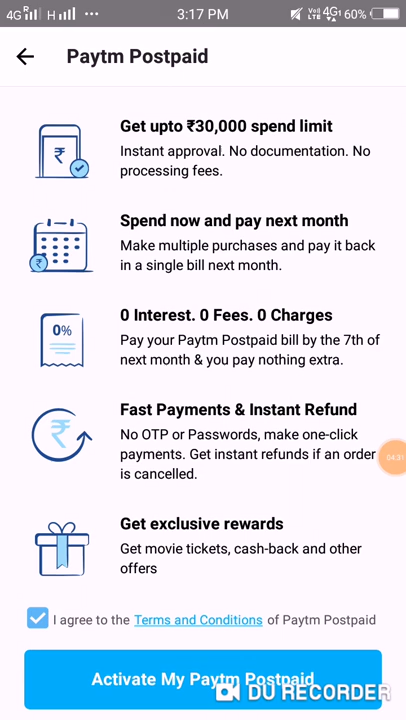 4G R H ... 3:17 PM VoI) LTE 4G1 60%
Paytm Postpaid
₹
Get upto ₹30,000 spend limit
Instant approval. No documentation. No
processing fees.
Spend now and pay next month
₹
Make multiple purchases and pay it back
in a single bill next month.
0 Interest. 0 Fees. 0 Charges
0%
Pay your Paytm Postpaid bill by the 7th of
next month & you pay nothing extra.
Fast Payments & Instant Refund
₹
No OTP or Passwords, make one-click
payments. Get instant refunds if an order
04:31
is cancelled.
Get exclusive rewards
Get movie tickets, cash-back and other
offers
I agree to the Terms and Conditions of Paytm Postpaid
Activate My Paytm Postpaid
DU RECORDER